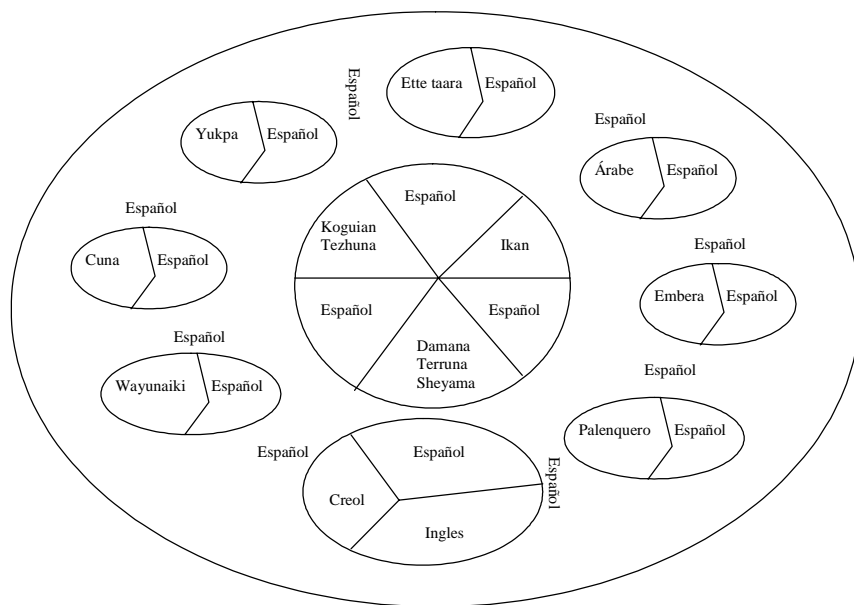 Ette taara
Español
Español
Yukpa
Español
Español
Árabe
Español
Español
Koguian
Tezhuna
Ikan
Español
Español
Damana
Terruna
Sheyama
Español
Cuna
Español
Español
Embera
Español
Español
Wayunaiki
Español
Español
Palenquero
Español
Español
Español
Creol
Ingles
Español